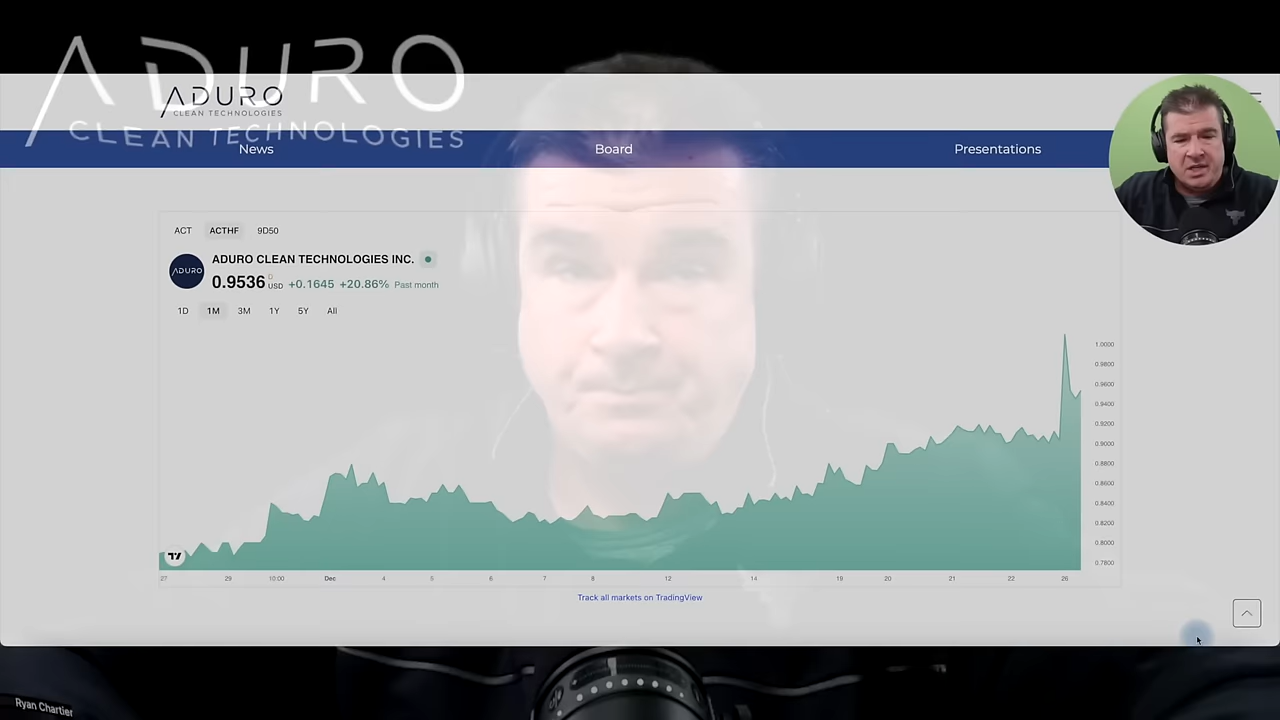 ADURO
CLEAN TECHNOLOGIES
ADURO
CLEAN TECHNOLOGIES
News Board Presentations
ACT ACTHF 9D50
ADURO
ADURO CLEAN TECHNOLOGIES INC.
0.9536 D USD +0.1645 +20.86% Past month
1D 1M 3M 1Y 5Y All
1.0000
0.9800
0.9600
0.9400
0.9200
0.9000
0.8800
0.8600
0.8400
0.8200
0.8000
0.7800
27 29 10:00 Dec 4 5 6 7 8 12 14 19 20 21 22 26
Track all markets on TradingView
Ryan Chartier